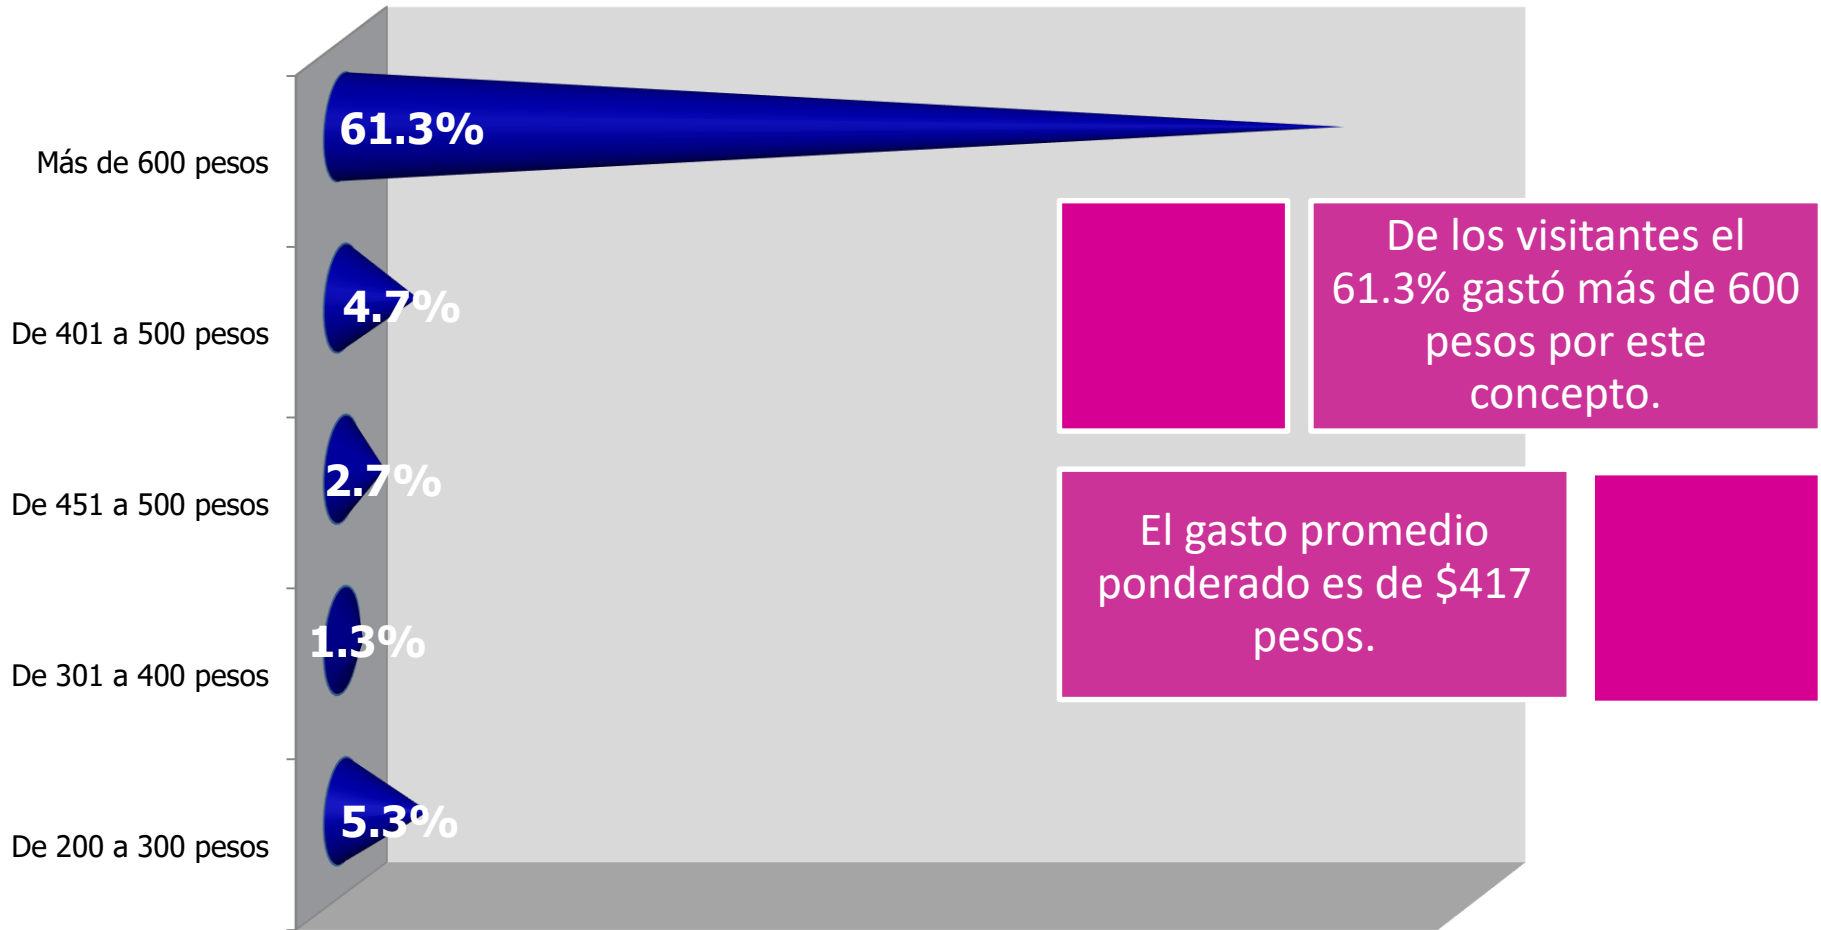 61.3%
Más de 600 pesos
4.7%
De 401 a 500 pesos
2.7%
De 451 a 500 pesos
1.3%
De 301 a 400 pesos
5.3%
De 200 a 300 pesos
De los visitantes el
61.3% gastó más de 600
pesos por este
concepto.
El gasto promedio
ponderado es de $417
pesos.